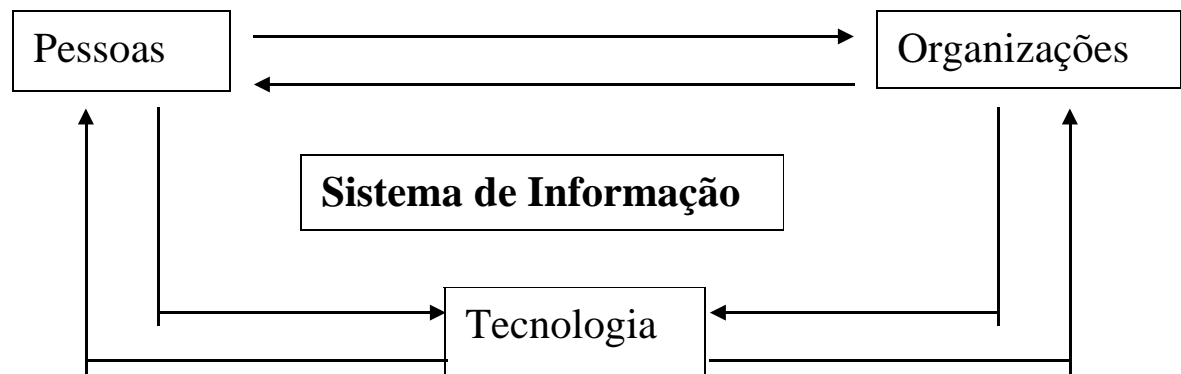 Pessoas
Organizações
Sistema de Informação
Tecnologia